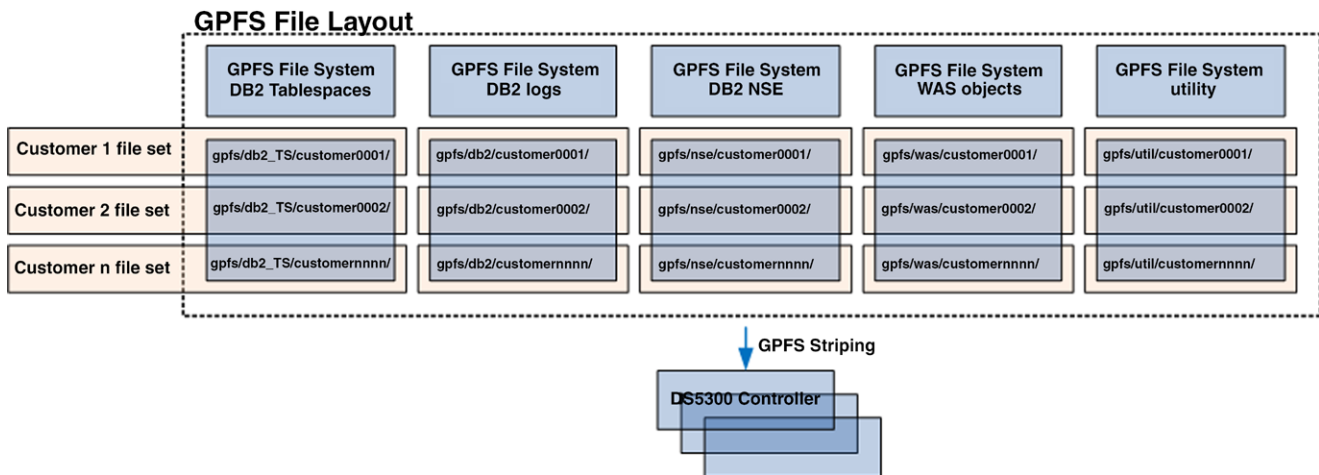 GPFS File Layout
GPFS File System
DB2 Tablespaces
GPFS File System
DB2 logs
GPFS File System
DB2 NSE
GPFS File System
WAS objects
GPFS File System
utility
Customer 1 file set
gpfs/db2_TS/customer0001/
gpfs/db2/customer0001/
gpfs/nse/customer0001/
gpfs/was/customer0001/
gpfs/util/customer0001/
Customer 2 file set
gpfs/db2_TS/customer0002/
gpfs/db2/customer0002/
gpfs/nse/customer0002/
gpfs/was/customer0002/
gpfs/util/customer0002/
Customer n file set
gpfs/db2_TS/customernnnn/
gpfs/db2/customernnnn/
gpfs/nse/customernnnn/
gpfs/was/customernnnn/
gpfs/util/customernnnn/
GPFS Striping
DS5300 Controller